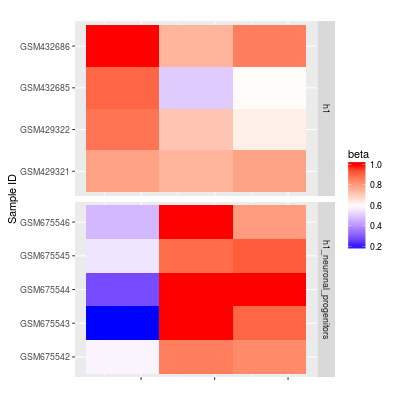 GSM432686
GSM432685
GSM429322
GSM429321
h1
GSM675546
GSM675545
GSM675544
GSM675543
GSM675542
h1_neuronal_progenitors
Sample ID
beta
1.0
0.8
0.6
0.4
0.2